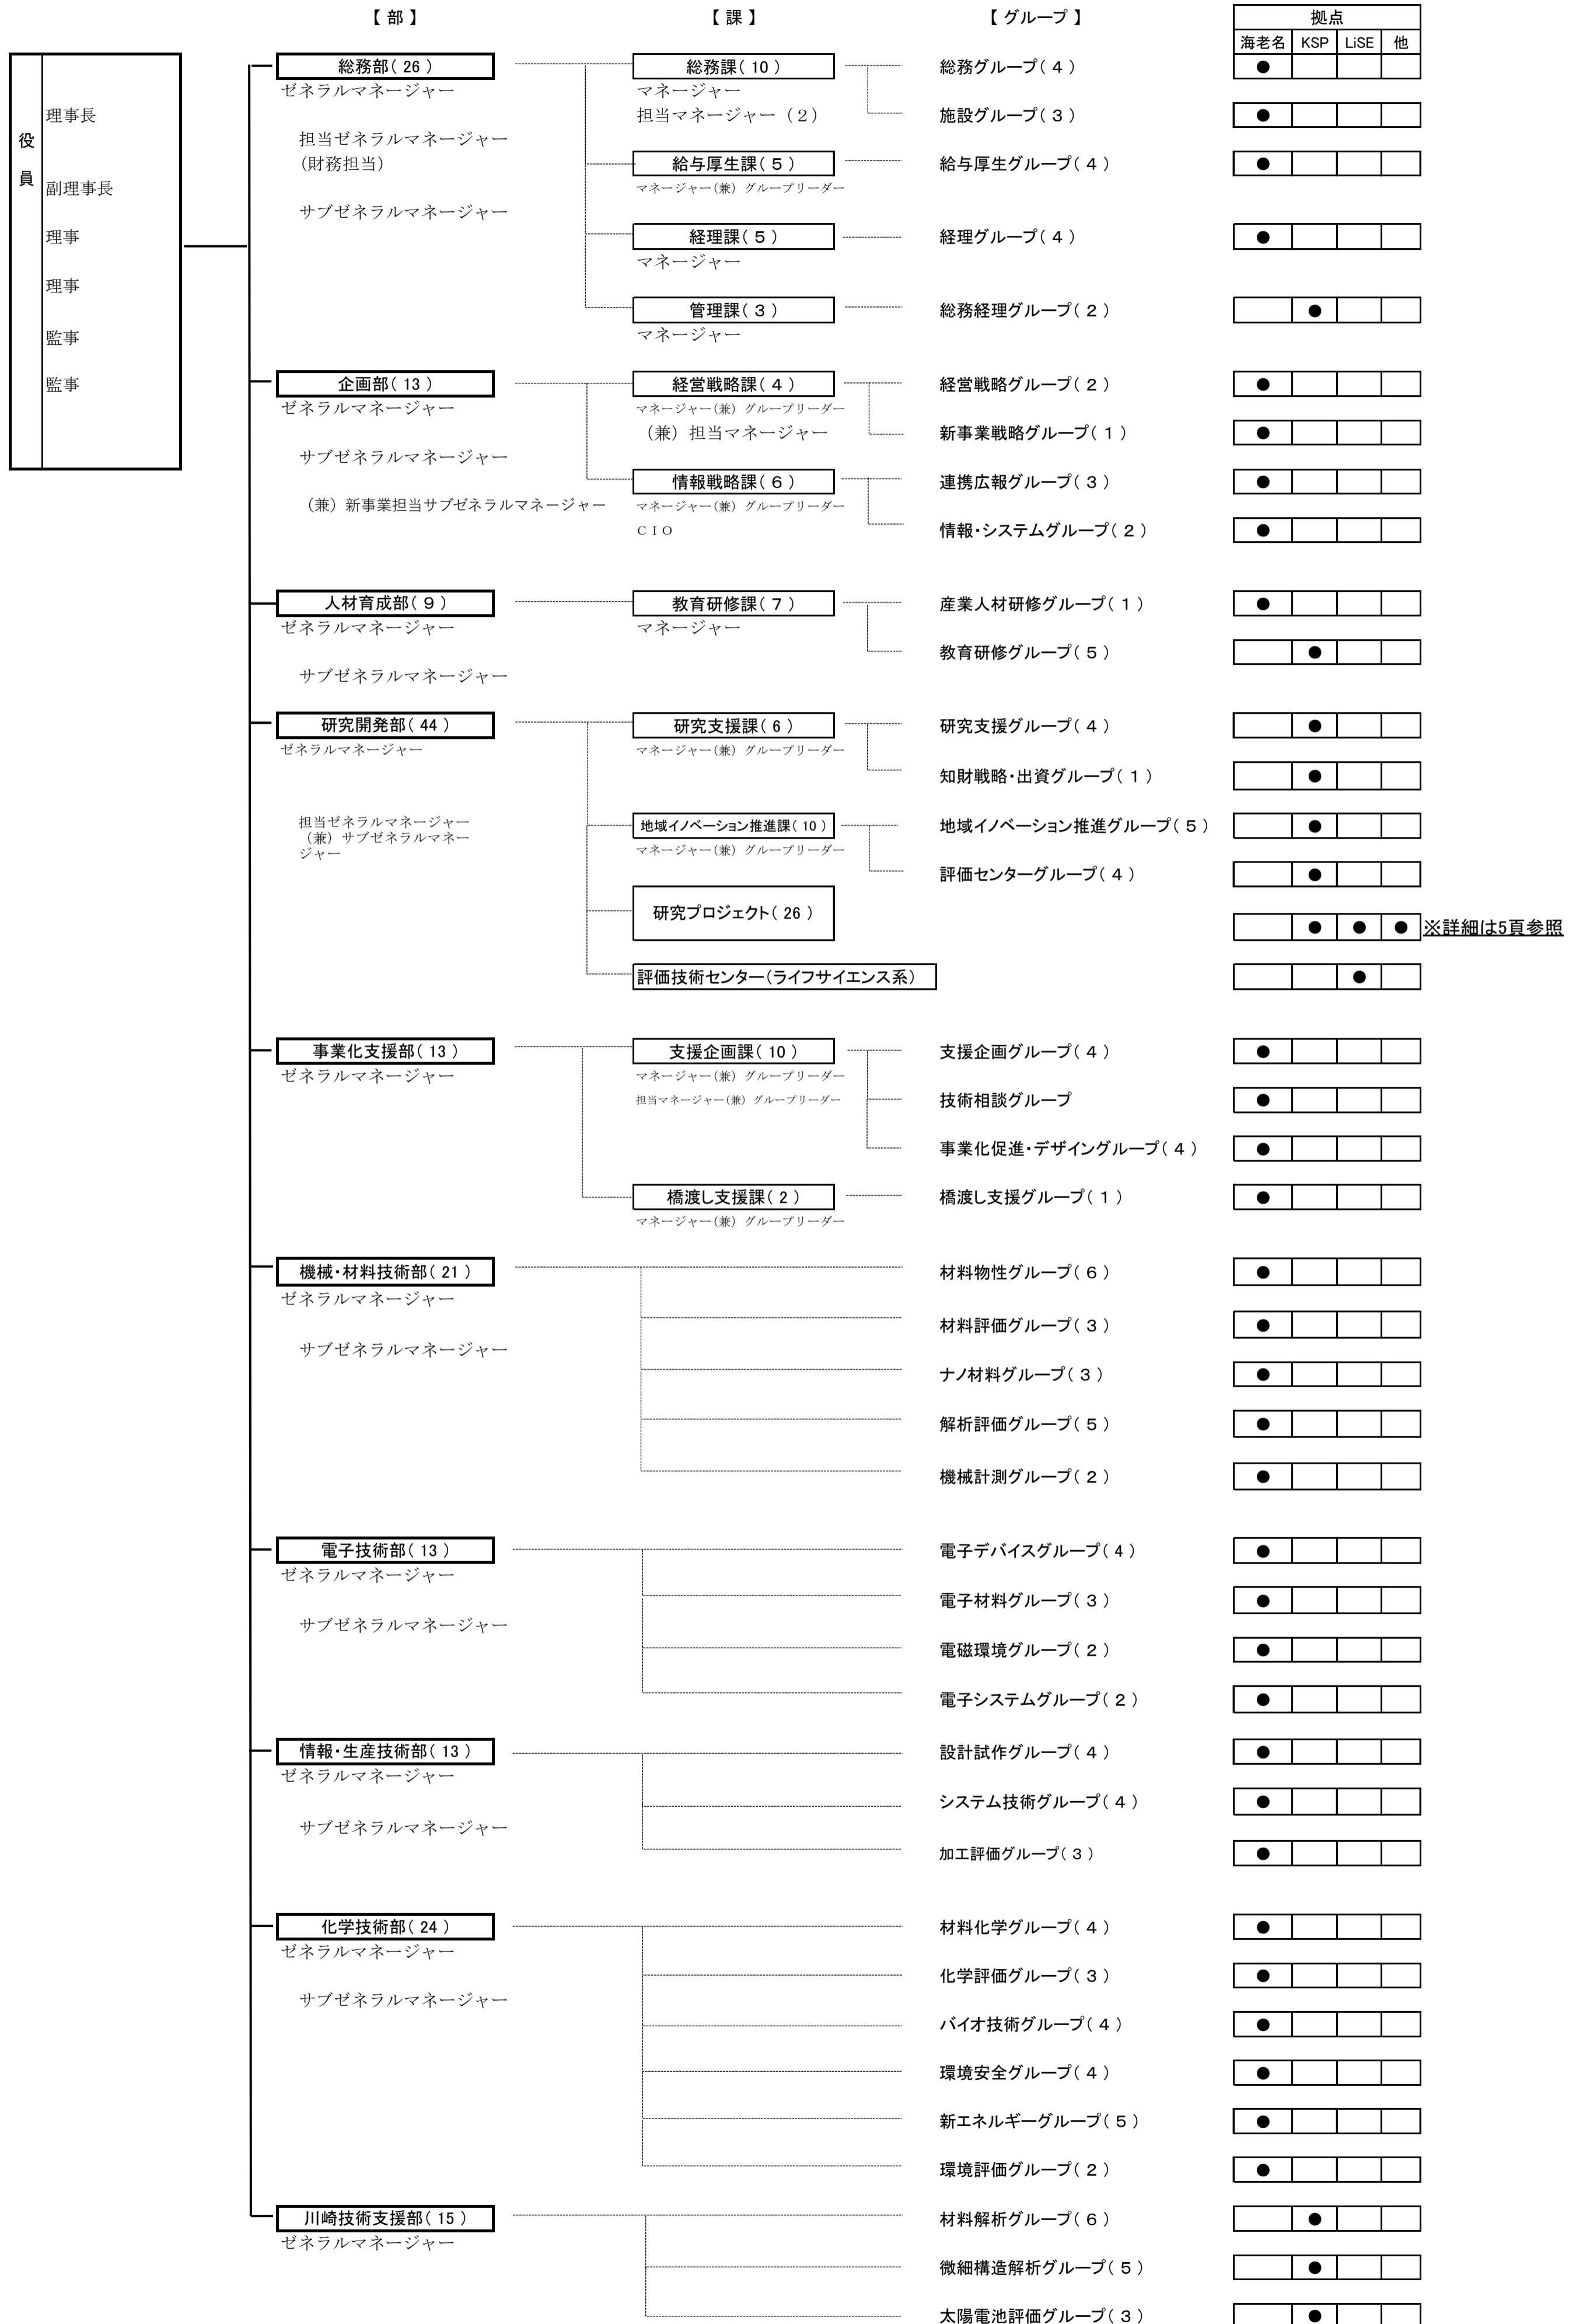 【 部 】 【 課 】 【 グループ 】 拠点
海老名 KSP LiSE 他
役員
理事長
副理事長
理事
理事
監事
監事
総務部( 26 ) 総務課( 10 ) 総務グループ( 4 ) ●
ゼネラルマネージャー マネージャー
担当マネージャー(2) 施設グループ( 3 ) ●
担当ゼネラルマネージャー
(財務担当) 給与厚生課( 5 ) 給与厚生グループ( 4 ) ●
マネージャー(兼)グループリーダー
サブゼネラルマネージャー
経理課( 5 ) 経理グループ( 4 ) ●
マネージャー
管理課( 3 ) 総務経理グループ( 2 ) ●
マネージャー
企画部( 13 ) 経営戦略課( 4 ) 経営戦略グループ( 2 ) ●
ゼネラルマネージャー マネージャー(兼)グループリーダー
(兼)担当マネージャー 新事業戦略グループ( 1 ) ●
サブゼネラルマネージャー
情報戦略課( 6 ) 連携広報グループ( 3 ) ●
(兼)新事業担当サブゼネラルマネージャー マネージャー(兼)グループリーダー
CIO 情報・システムグループ( 2 ) ●
人材育成部( 9 ) 教育研修課( 7 ) 産業人材研修グループ( 1 ) ●
ゼネラルマネージャー マネージャー
教育研修グループ( 5 ) ●
サブゼネラルマネージャー
研究開発部( 44 ) 研究支援課( 6 ) 研究支援グループ( 4 ) ●
ゼネラルマネージャー マネージャー(兼)グループリーダー
知財戦略・出資グループ( 1 ) ●
担当ゼネラルマネージャー
(兼)サブゼネラルマネー
ジャー
地域イノベーション推進課( 10 ) 地域イノベーション推進グループ( 5 ) ●
マネージャー(兼)グループリーダー
評価センターグループ( 4 ) ●
研究プロジェクト( 26 ) ● ● ● ※詳細は5頁参照
評価技術センター(ライフサイエンス系) ●
事業化支援部( 13 ) 支援企画課( 10 ) 支援企画グループ( 4 ) ●
ゼネラルマネージャー マネージャー(兼)グループリーダー
担当マネージャー(兼)グループリーダー 技術相談グループ ●
事業化促進・デザイングループ( 4 ) ●
橋渡し支援課( 2 ) 橋渡し支援グループ( 1 ) ●
マネージャー(兼)グループリーダー
機械・材料技術部( 21 ) 材料物性グループ( 6 ) ●
ゼネラルマネージャー
材料評価グループ( 3 ) ●
サブゼネラルマネージャー
ナノ材料グループ( 3 ) ●
解析評価グループ( 5 ) ●
機械計測グループ( 2 ) ●
電子技術部( 13 ) 電子デバイスグループ( 4 ) ●
ゼネラルマネージャー
電子材料グループ( 3 ) ●
サブゼネラルマネージャー
電磁環境グループ( 2 ) ●
電子システムグループ( 2 ) ●
情報・生産技術部( 13 ) 設計試作グループ( 4 ) ●
ゼネラルマネージャー
システム技術グループ( 4 ) ●
サブゼネラルマネージャー
加工評価グループ( 3 ) ●
化学技術部( 24 ) 材料化学グループ( 4 ) ●
ゼネラルマネージャー
化学評価グループ( 3 ) ●
サブゼネラルマネージャー
バイオ技術グループ( 4 ) ●
環境安全グループ( 4 ) ●
新エネルギーグループ( 5 ) ●
環境評価グループ( 2 ) ●
川崎技術支援部( 15 ) 材料解析グループ( 6 ) ●
ゼネラルマネージャー
微細構造解析グループ( 5 ) ●
太陽電池評価グループ( 3 ) ●